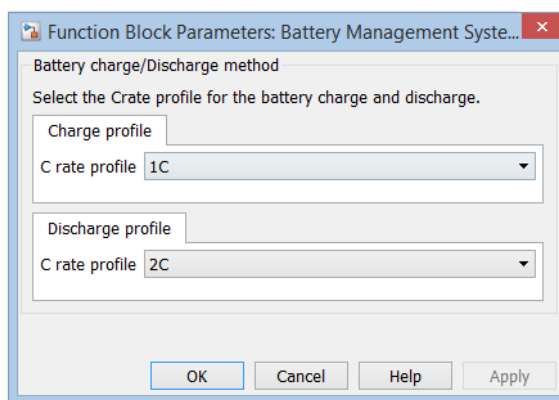 Function Block Parameters: Battery Management Syste...
Battery charge/Discharge method
Select the Crate profile for the battery charge and discharge.
Charge profile
C rate profile 1C
Discharge profile
C rate profile 2C
OK Cancel Help Apply